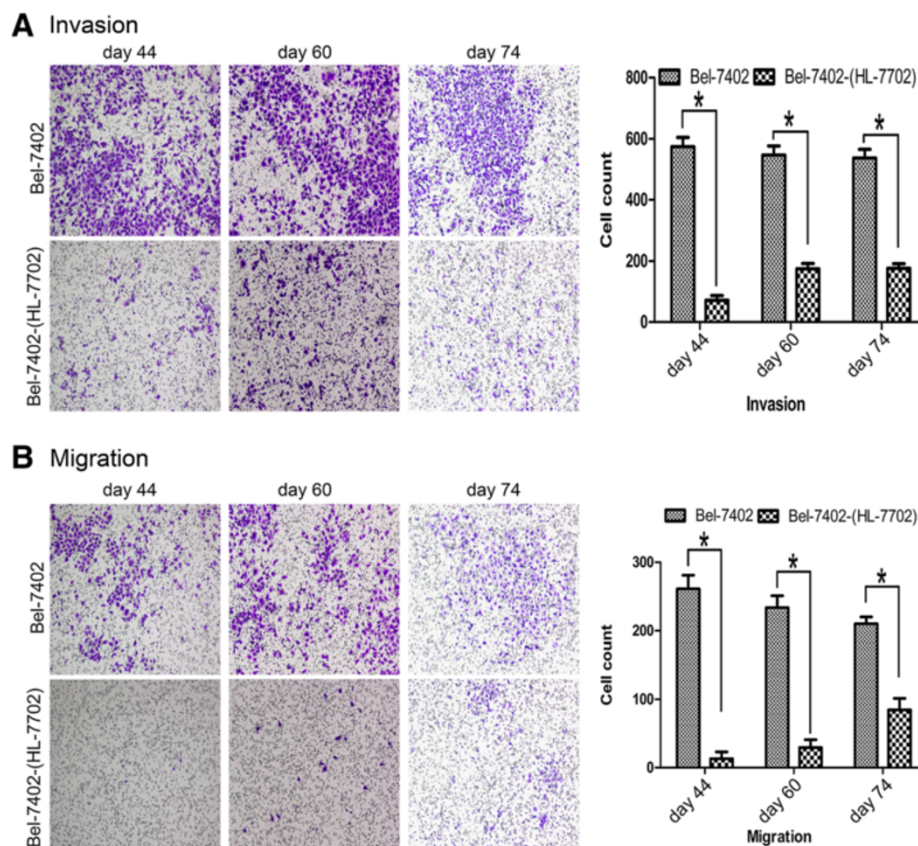 A Invasion
day 44 day 60 day 74
Bel-7402
Bel-7402-(HL-7702)
Bel-7402 Bel-7402-(HL-7702)
800
600
400
200
0
Cell count
* * *
day 44 day 60 day 74
Invasion
B Migration
day 44 day 60 day 74
Bel-7402
Bel-7402-(HL-7702)
Bel-7402 Bel-7402-(HL-7702)
300
200
100
0
Cell count
* * *
day 44 day 60 day 74
Migration